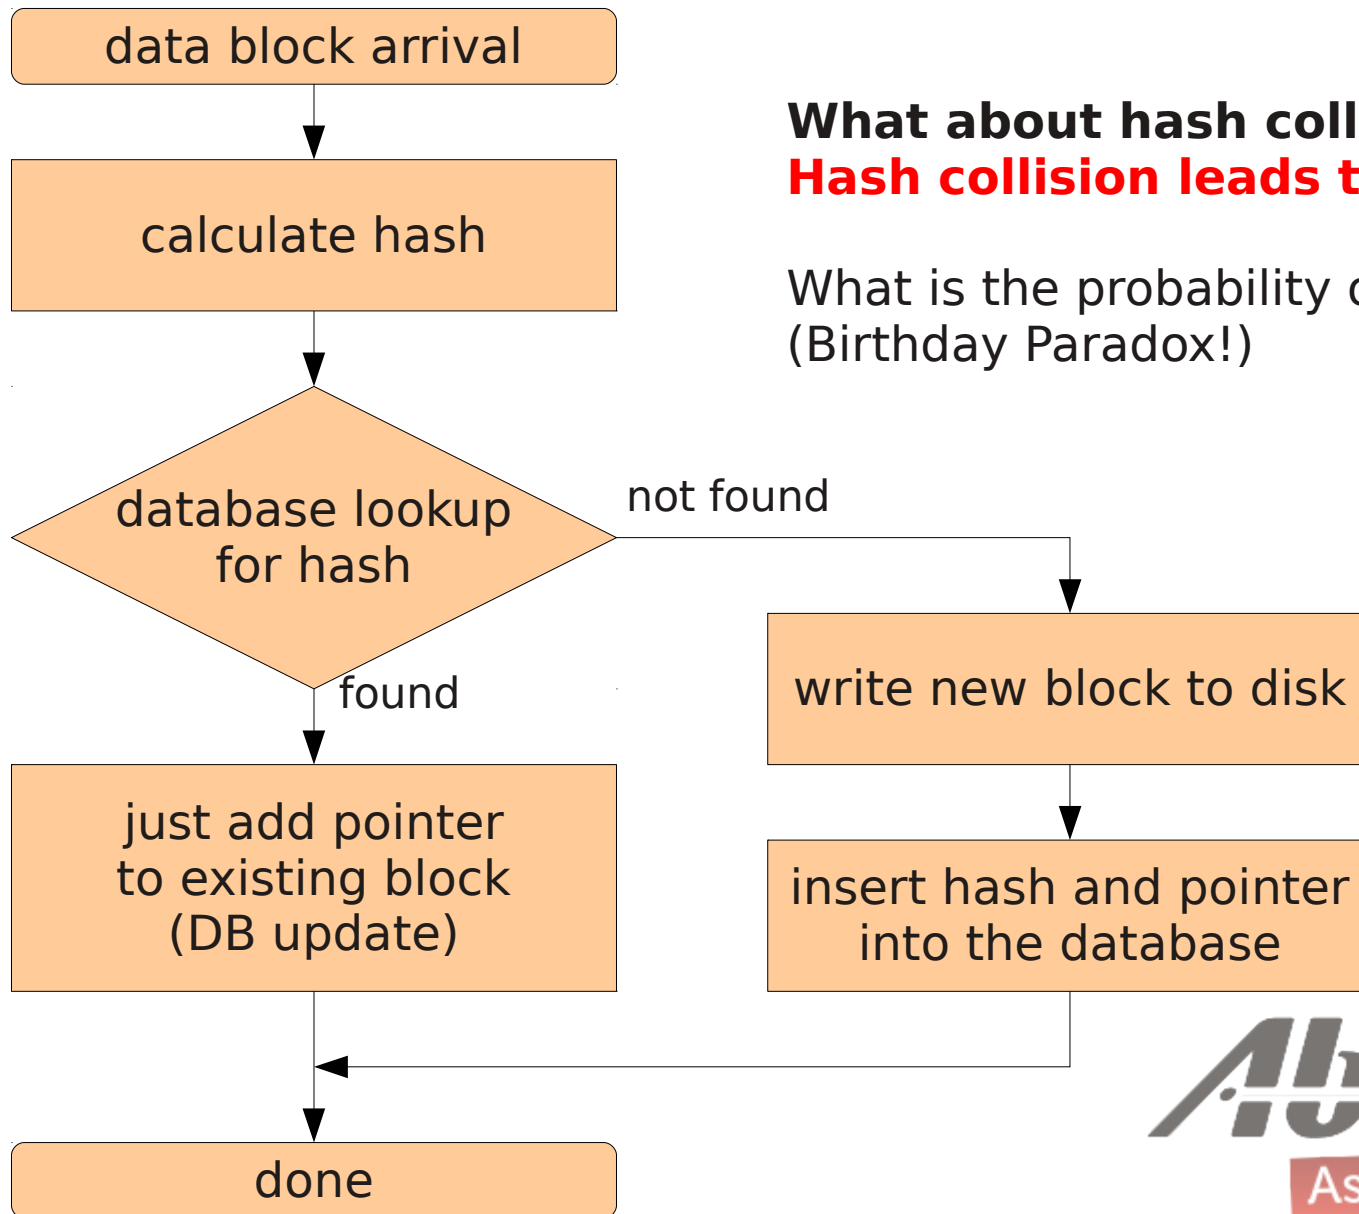 data block arrival
What about hash
Hash collision leads
calculate hash
What is the probability
(Birthday Paradox!)
database lookup
for hash
not found
found
write new block to disk
just add pointer
to existing block
(DB update)
insert hash and pointer
into the database
done